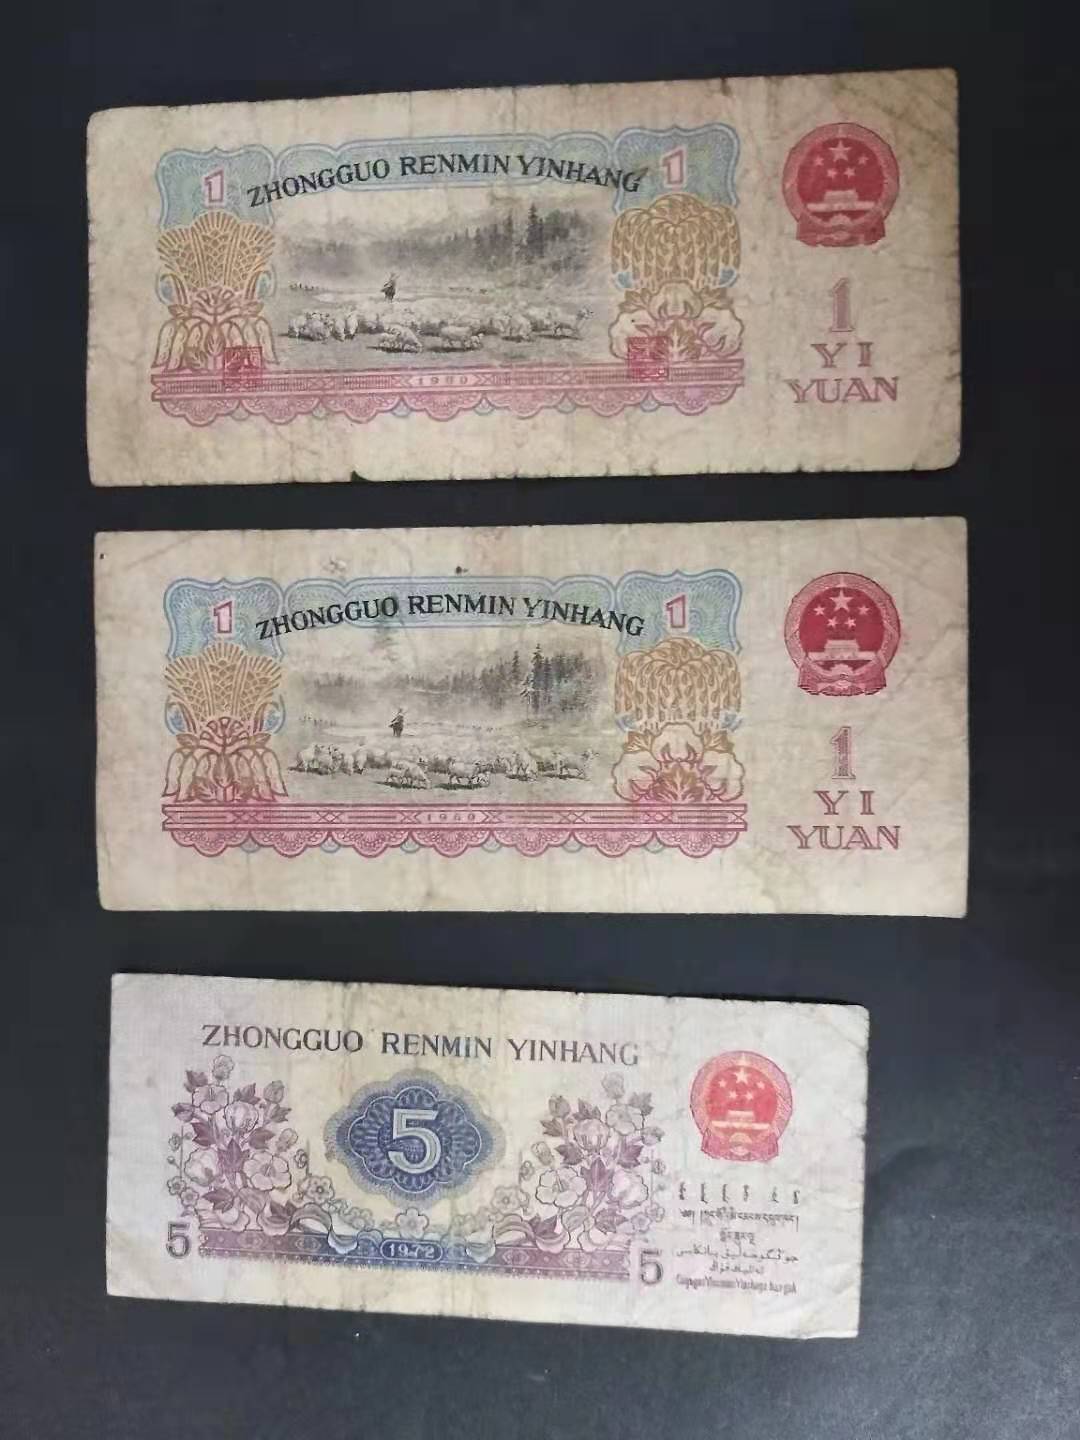 1 ZHONGGUO RENMIN YINHANG 1
1
YI
YUAN
1960
1 ZHONGGUO RENMIN YINHANG 1
1
YI
YUAN
1960
ZHONGGUO RENMIN YINHANG
5
5
1972
5